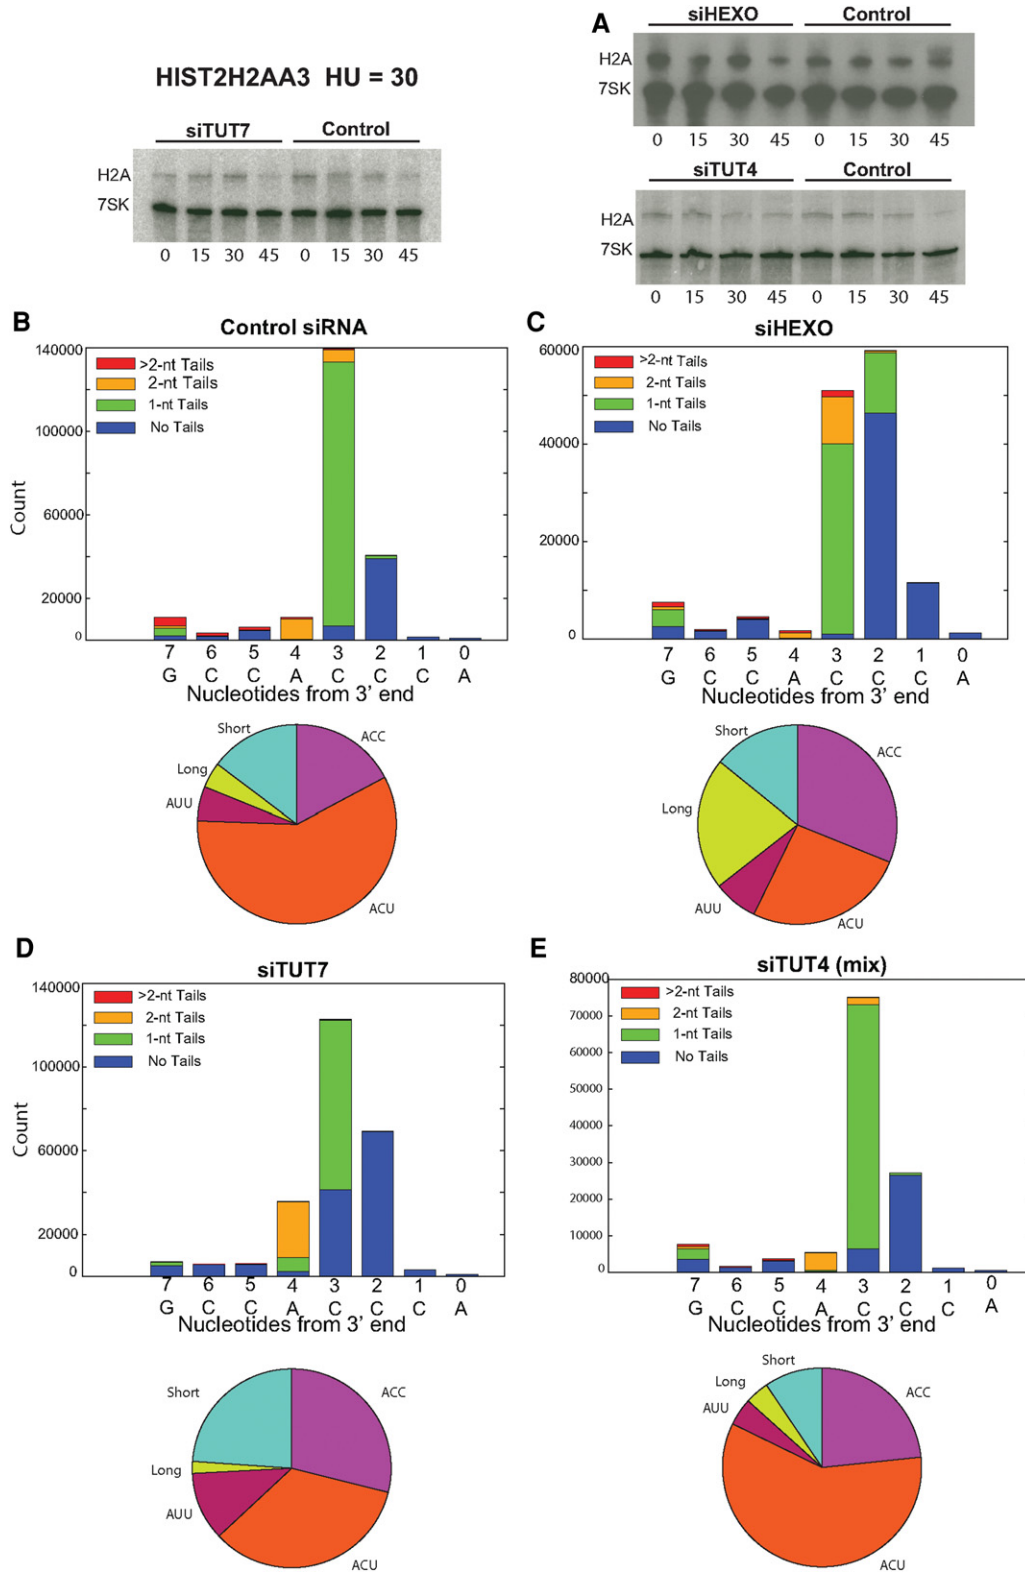 HIST2H2AA3 HU = 30
siTUT7 Control
H2A
7SK
0 15 30 45 0 15 30 45
A
siHEXO Control
H2A
7SK
0 15 30 45 0 15 30 45
siTUT4 Control
H2A
7SK
0 15 30 45 0 15 30 45
B
Control siRNA
140000
100000
60000
20000
0
Count
>2-nt Tails
2-nt Tails
1-nt Tails
No Tails
7 6 5 4 3 2 1 0
G C C A C C C A
Nucleotides from 3' end
Short
ACC
Long
AUU
ACU
C
siHEXO
60000
40000
20000
0
>2-nt Tails
2-nt Tails
1-nt Tails
No Tails
7 6 5 4 3 2 1 0
G C C A C C C A
Nucleotides from 3' end
Short
ACC
Long
AUU
ACU
D
siTUT7
140000
100000
60000
20000
0
Count
>2-nt Tails
2-nt Tails
1-nt Tails
No Tails
7 6 5 4 3 2 1 0
G C C A C C C A
Nucleotides from 3' end
Short
ACC
Long
AUU
ACU
E
siTUT4 (mix)
80000
70000
60000
50000
40000
30000
20000
10000
0
>2-nt Tails
2-nt Tails
1-nt Tails
No Tails
7 6 5 4 3 2 1 0
G C C A C C C A
Nucleotides from 3' end
Short
Long
ACC
AUU
ACU